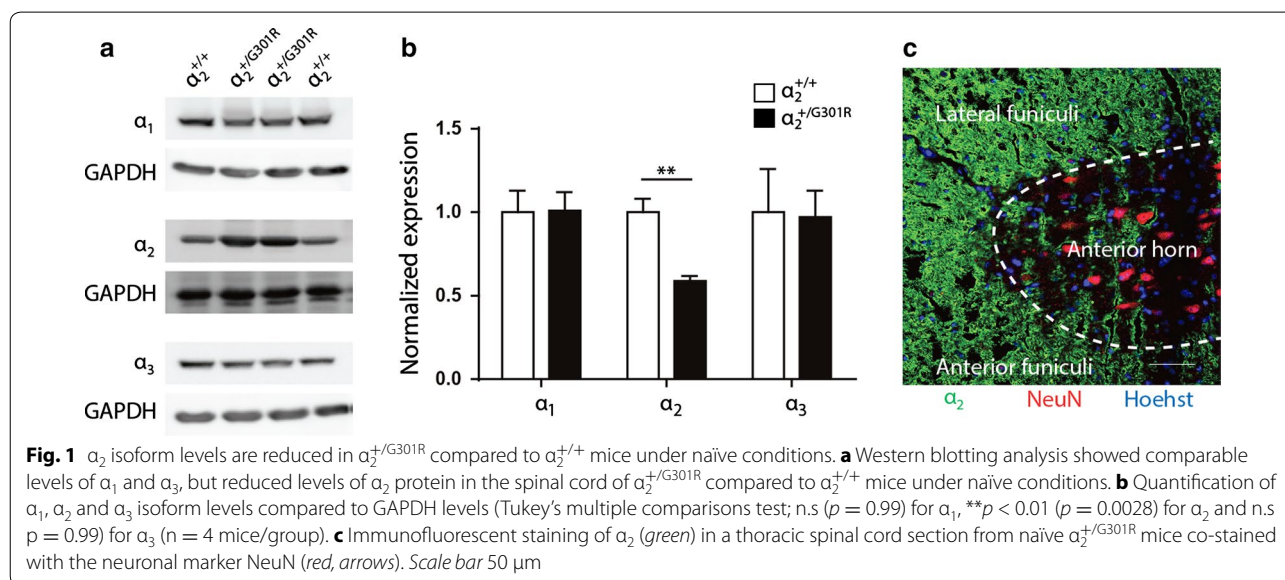 a
α₂⁺/⁺ α₂⁺/G301R α₂⁺/G301R α₂⁺/⁺
α₁
GAPDH
α₂
GAPDH
α₃
GAPDH
b
α₂⁺/⁺
α₂⁺/G301R
Normalized expression
1.5
1.0
0.5
0.0
**
α₁ α₂ α₃
c
Lateral funiculi
Anterior horn
Anterior funiculi
α₂ NeuN Hoehst
Fig. 1 α₂ isoform levels are reduced in α₂⁺/G301R compared to α₂⁺/⁺ mice under naïve conditions. a Western blotting analysis showed comparable
levels of α₁ and α₃, but reduced levels of α₂ protein in the spinal cord of α₂⁺/G301R compared to α₂⁺/⁺ mice under naïve conditions. b Quantification of
α₁, α₂ and α₃ isoform levels compared to GAPDH levels (Tukey's multiple comparisons test; n.s (p = 0.99) for α₁, **p < 0.01 (p = 0.0028) for α₂ and n.s
p = 0.99) for α₃ (n = 4 mice/group). c Immunofluorescent staining of α₂ (green) in a thoracic spinal cord section from naïve α₂⁺/G301R mice co-stained
with the neuronal marker NeuN (red, arrows). Scale bar 50 μm